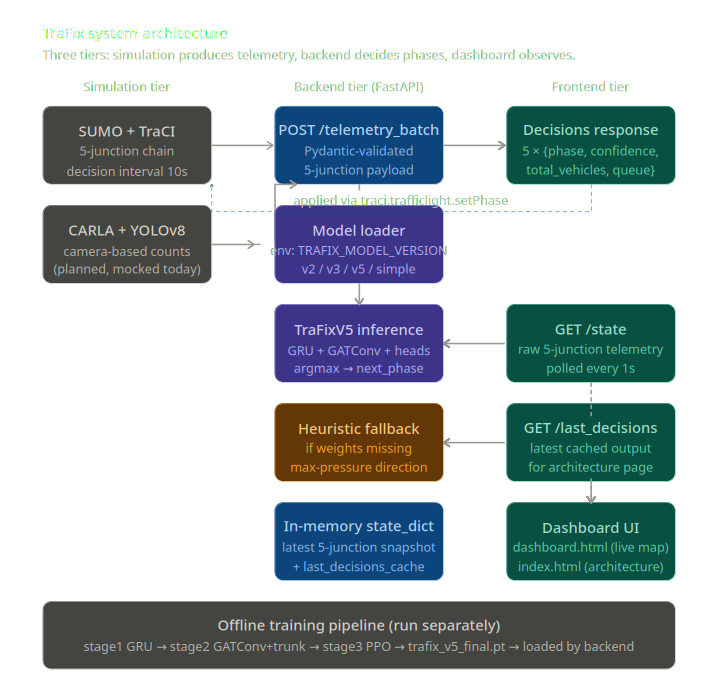 TraFix system architecture
Three tiers: simulation produces telemetry, backend decides phases, dashboard observes.
Simulation tier
Backend tier (FastAPI)
Frontend tier
SUMO + TraCI
5-junction chain
decision interval 10s
POST /telemetry_batch
Pydantic-validated
5-junction payload
Decisions response
5 × {phase, confidence,
total_vehicles, queue}
applied via traci.trafficlight.setPhase
CARLA + YOLOv8
camera-based counts
(planned, mocked today)
Model loader
env: TRAFIX_MODEL_VERSION
v2 / v3 / v5 / simple
TraFixV5 inference
GRU + GATConv + heads
argmax → next_phase
GET /state
raw 5-junction telemetry
polled every 1s
Heuristic fallback
if weights missing
max-pressure direction
GET /last_decisions
latest cached output
for architecture page
In-memory state_dict
latest 5-junction snapshot
+ last_decisions_cache
Dashboard UI
dashboard.html (live map)
index.html (architecture)
Offline training pipeline (run separately)
stage1 GRU → stage2 GATConv+trunk → stage3 PPO → trafix_v5_final.pt → loaded by backend